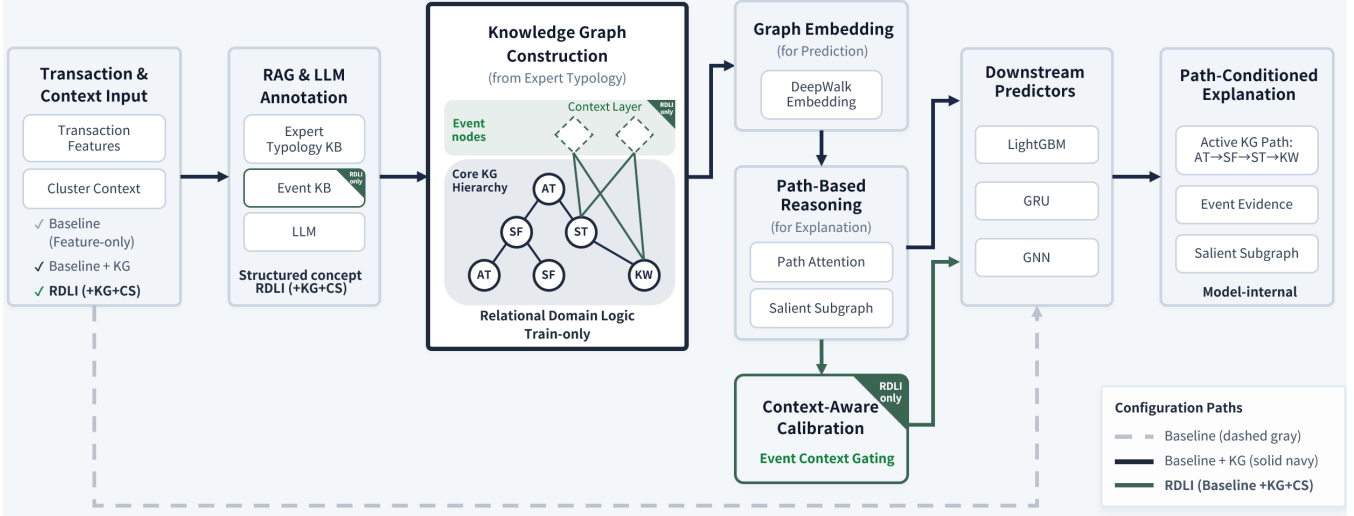 Transaction &
Context Input
Transaction
Features
Cluster Context
✓ Baseline
(Feature-only)
✓ Baseline + KG
✓ RDLI (+KG+CS)
RAG & LLM
Annotation
Expert
Typology KB
Event KB
RDLI
only
LLM
Structured concept
RDLI (+KG+CS)
Knowledge Graph
Construction
(from Expert Typology)
Context Layer
RDLI
only
Event
nodes
Core KG
Hierarchy
AT
SF
ST
AT
SF
KW
Relational Domain Logic
Train-only
Graph Embedding
(for Prediction)
DeepWalk
Embedding
Path-Based
Reasoning
(for Explanation)
Path Attention
Salient Subgraph
RDLI
only
Context-Aware
Calibration
Event Context Gating
Downstream
Predictors
LightGBM
GRU
GNN
Path-Conditioned
Explanation
Active KG Path:
AT→SF→ST→KW
Event Evidence
Salient Subgraph
Model-internal
Configuration Paths
Baseline (dashed gray)
Baseline + KG (solid navy)
RDLI (Baseline +KG+CS)